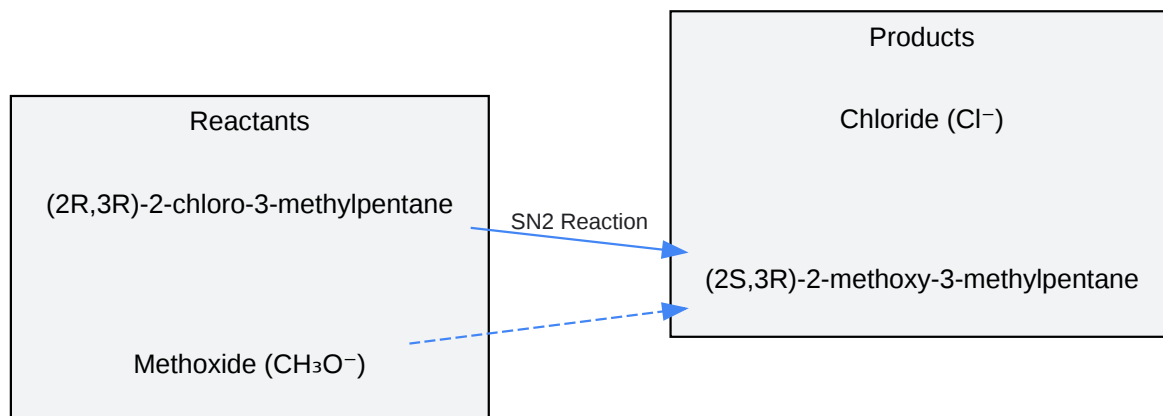 Reactants
(2R,3R)-2-chloro-3-methylpentane
Methoxide (CH₃O⁻)
SN2 Reaction
Products
Chloride (Cl⁻)
(2S,3R)-2-methoxy-3-methylpentane